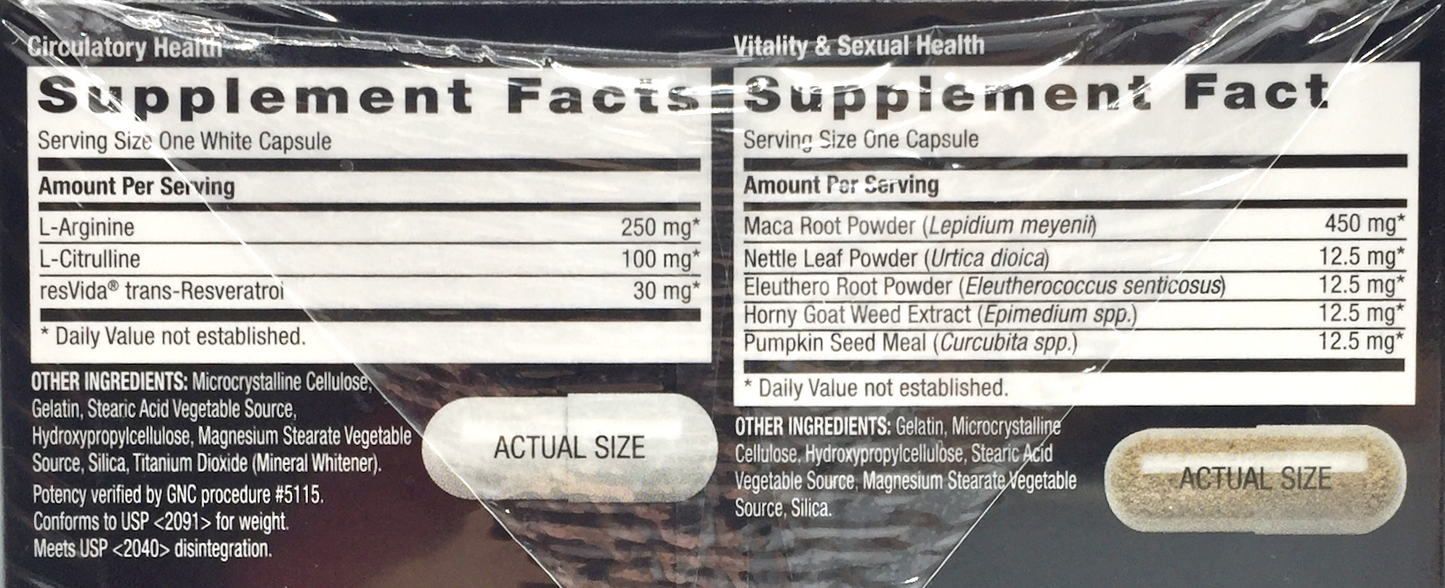 Circulatory Health
Supplement Facts
Serving Size One White Capsule
Amount Per Serving
L-Arginine 250 mg*
L-Citrulline 100 mg*
resVida® trans-Resveratrol 30 mg*
* Daily Value not established.
OTHER INGREDIENTS: Microcrystalline Cellulose,
Gelatin, Stearic Acid Vegetable Source,
Hydroxypropylcellulose, Magnesium Stearate Vegetable
Source, Silica, Titanium Dioxide (Mineral Whitener).
Potency verified by GNC procedure #5115.
Conforms to USP <2091> for weight.
Meets USP <2040> disintegration.
ACTUAL SIZE
Vitality & Sexual Health
Supplement Fact
Serving Size One Capsule
Amount Per Serving
Maca Root Powder (Lepidium meyenii) 450 mg*
Nettle Leaf Powder (Urtica dioica) 12.5 mg*
Eleuthero Root Powder (Eleutherococcus senticosus) 12.5 mg*
Horny Goat Weed Extract (Epimedium spp.) 12.5 mg*
Pumpkin Seed Meal (Curcubita spp.) 12.5 mg*
* Daily Value not established.
OTHER INGREDIENTS: Gelatin, Microcrystalline
Cellulose, Hydroxypropylcellulose, Stearic Acid
Vegetable Source, Magnesium Stearate Vegetable
Source, Silica.
ACTUAL SIZE